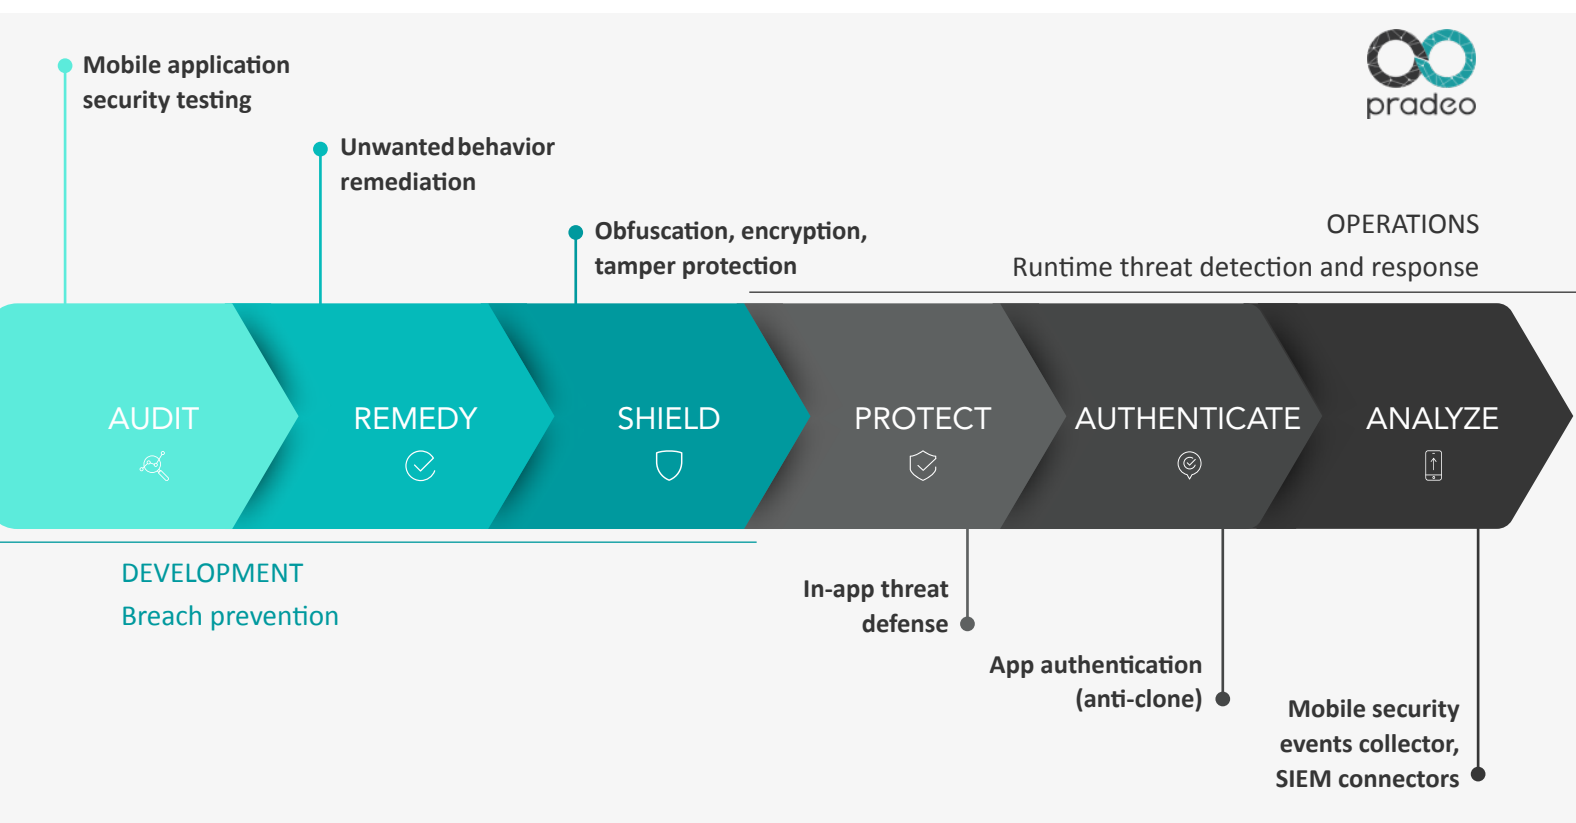 Mobile application
security testing
pradeo
Unwanted behavior
remediation
Obfuscation, encryption,
tamper protection
OPERATIONS
Runtime threat detection and response
AUDIT
REMEDY
SHIELD
PROTECT
AUTHENTICATE
ANALYZE
DEVELOPMENT
Breach prevention
In-app threat
defense
App authentication
(anti-clone)
Mobile security
events collector,
SIEM connectors